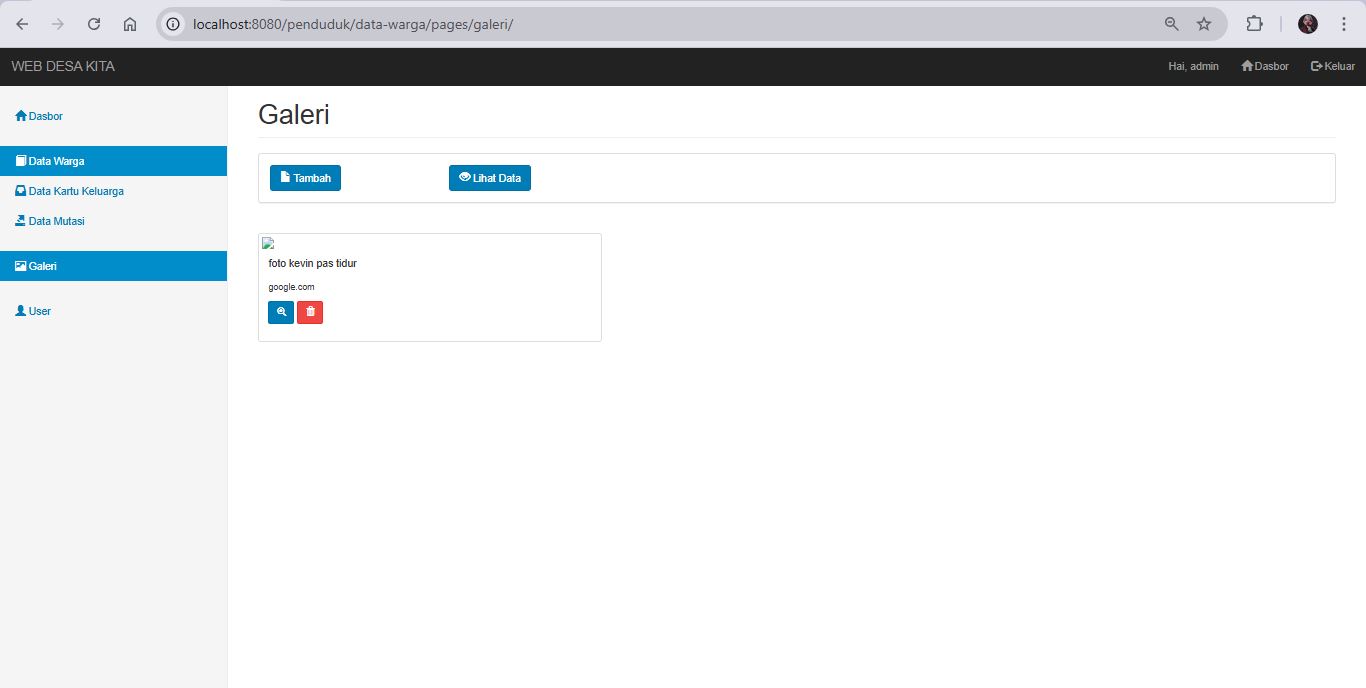 localhost:8080/penduduk/data-warga/pages/galeri/
WEB DESA KITA
Hai, admin
Dasbor
Keluar
Dasbor
Data Warga
Data Kartu Keluarga
Data Mutasi
Galeri
User
Galeri
Tambah
Lihat Data
foto kevin pas tidur
google.com